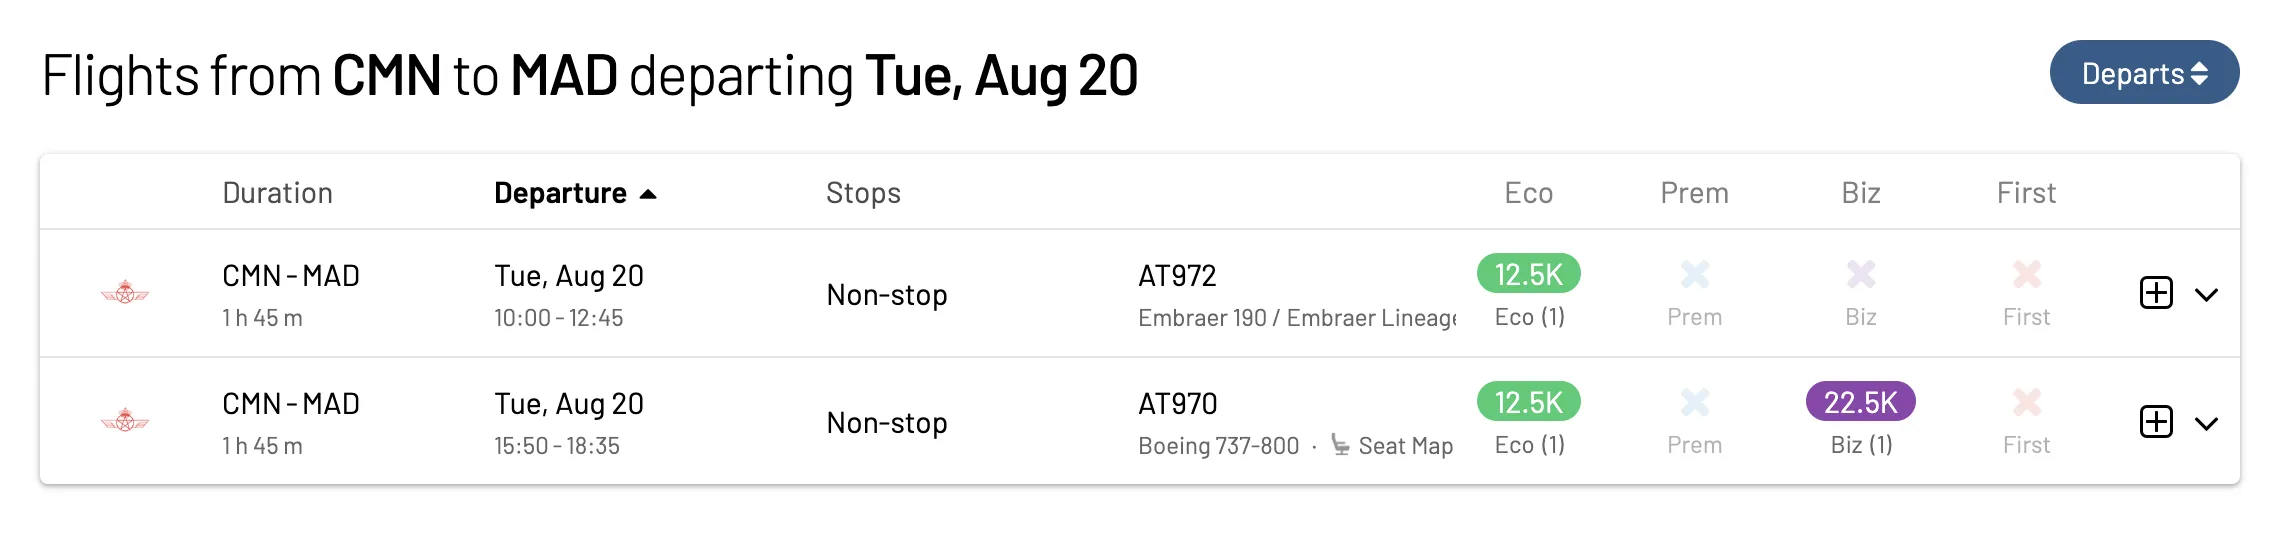 Flights from CMN to MAD departing Tue, Aug 20
Departs
Duration Departure Stops Eco Prem Biz First
CMN - MAD Tue, Aug 20 Non-stop AT972 12.5K
1 h 45 m 10:00 - 12:45 Embraer 190 / Embraer Lineage Eco (1) Prem Biz First
CMN - MAD Tue, Aug 20 Non-stop AT970 12.5K 22.5K
1 h 45 m 15:50 - 18:35 Boeing 737-800 · Seat Map Eco (1) Prem Biz (1) First